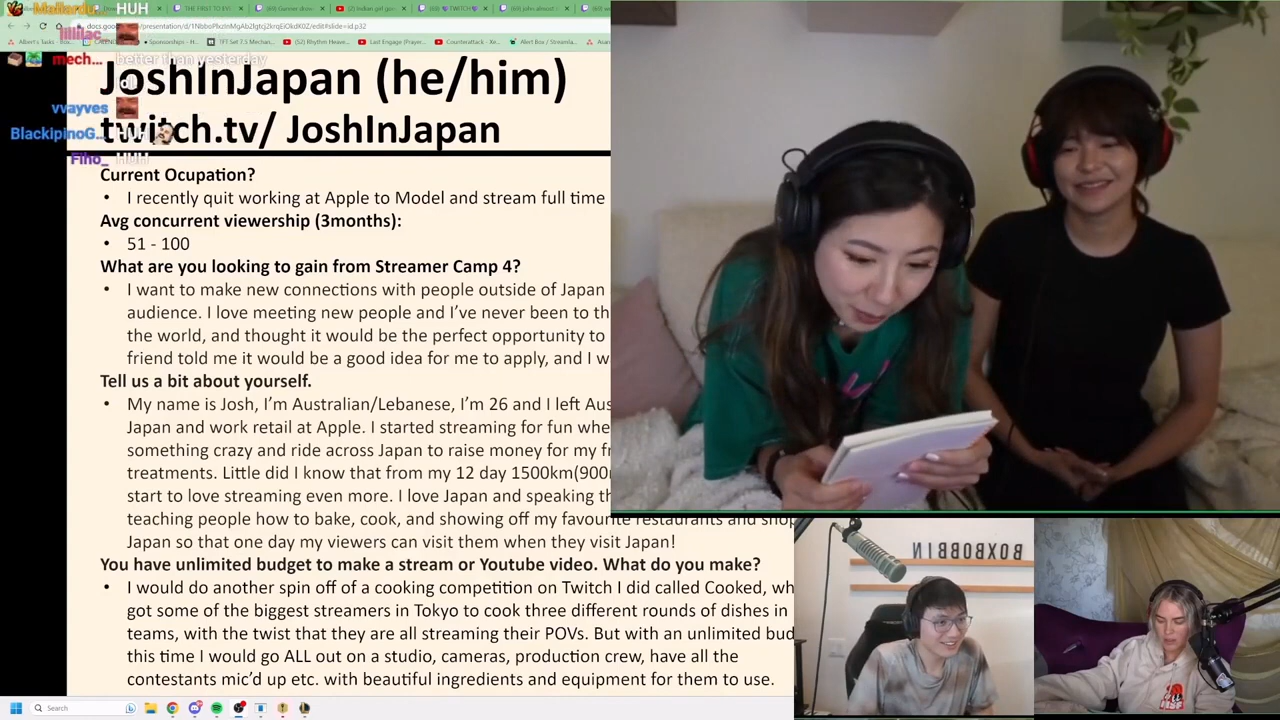 HUH
better than yesterday
lol
mech...
vvayves
BlackipinoG...
HUH
Fiho_
HUH
JoshInJapan (he/him)
twitch.tv/ JoshInJapan
Current Ocupation?
• I recently quit working at Apple to Model and stream full time
Avg concurrent viewership (3months):
• 51 - 100
What are you looking to gain from Streamer Camp 4?
• I want to make new connections with people outside of Japan
audience. I love meeting new people and I've never been to th
the world, and thought it would be the perfect opportunity to
friend told me it would be a good idea for me to apply, and I w
Tell us a bit about yourself.
• My name is Josh, I'm Australian/Lebanese, I'm 26 and I left Aus
Japan and work retail at Apple. I started streaming for fun whe
something crazy and ride across Japan to raise money for my fr
treatments. Little did I know that from my 12 day 1500km(900m
start to love streaming even more. I love Japan and speaking th
teaching people how to bake, cook, and showing off my favourite restaurants and shop
Japan so that one day my viewers can visit them when they visit Japan!
You have unlimited budget to make a stream or Youtube video. What do you make?
• I would do another spin off of a cooking competition on Twitch I did called Cooked, wh
got some of the biggest streamers in Tokyo to cook three different rounds of dishes in
teams, with the twist that they are all streaming their POVs. But with an unlimited bud
this time I would go ALL out on a studio, cameras, production crew, have all the
contestants mic'd up etc. with beautiful ingredients and equipment for them to use.
BOXBOBBIN
Search